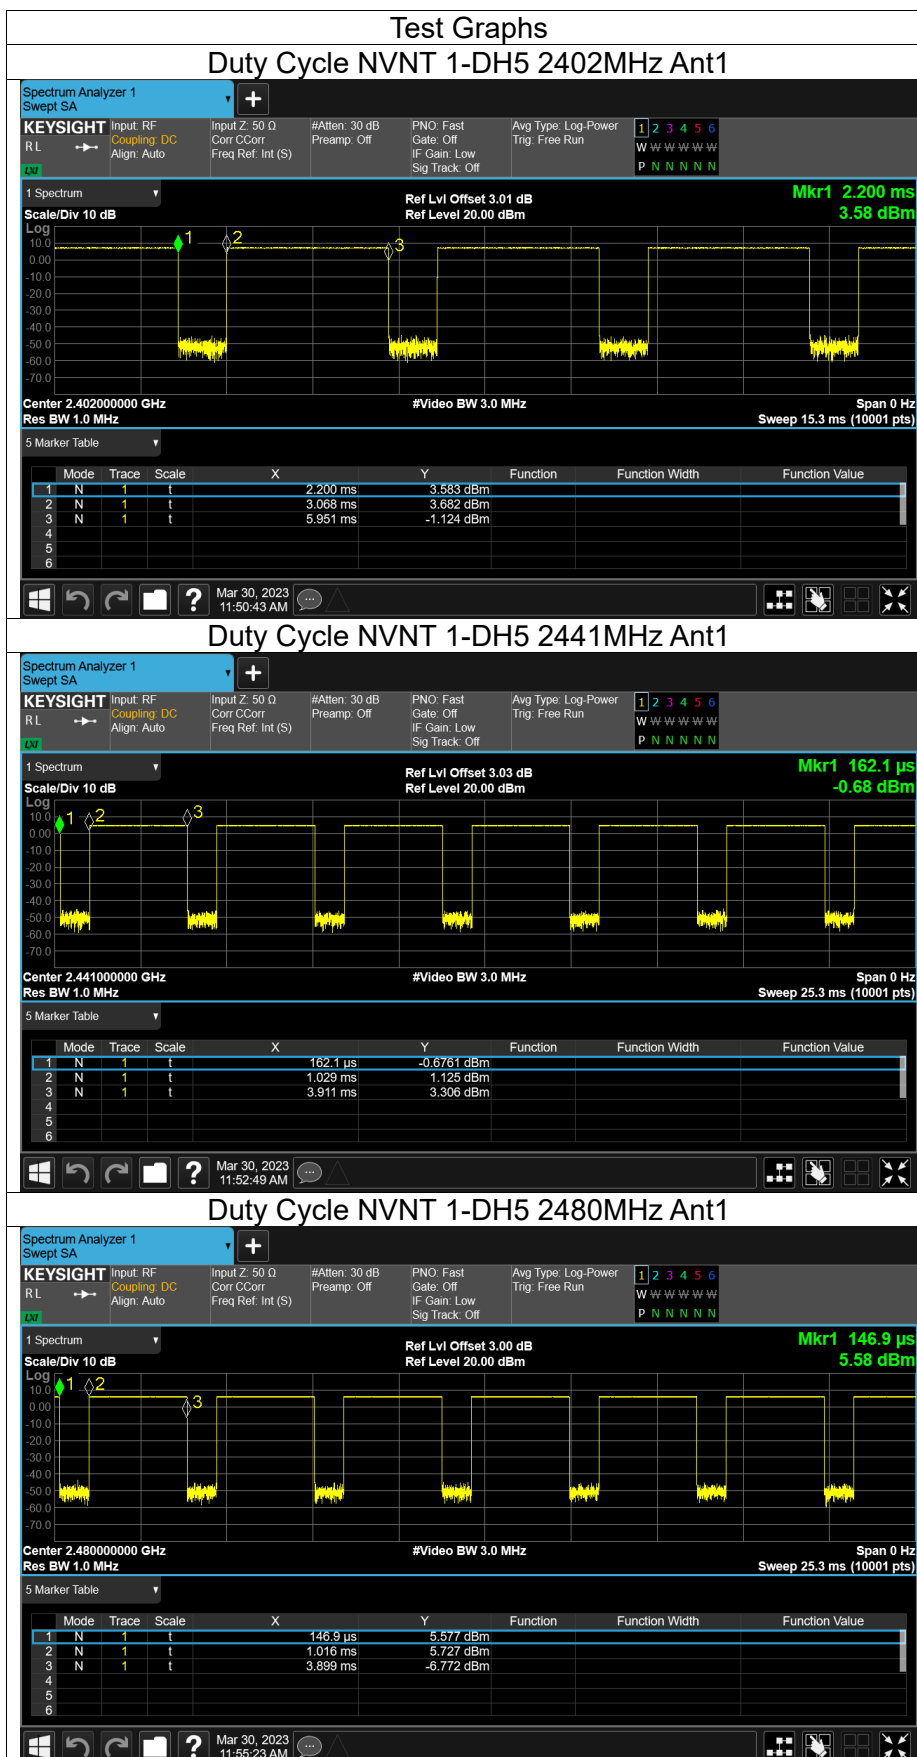 Test Graphs
Duty Cycle NVNT 1-DH5 2402MHz Ant1
Spectrum Analyzer 1
Swept SA
+
KEYSIGHT Input: RF Input Z: 50 Ω #Atten: 30 dB PNO: Fast Avg Type: Log-Power 1 2 3 4 5 6
R L Coupling: DC Corr CCorr Preamp: Off Gate: Off Trig: Free Run W W W W W W
Align: Auto Freq Ref: Int (S) IF Gain: Low
LXI Sig Track: Off P N N N N N
1 Spectrum Ref Lvl Offset 3.01 dB Mkr1 2.200 ms
Scale/Div 10 dB Ref Level 20.00 dBm 3.58 dBm
Log
1 2 3
10.0
0.00
-10.0
-20.0
-30.0
-40.0
-50.0
-60.0
-70.0
Center 2.402000000 GHz #Video BW 3.0 MHz Span 0 Hz
Res BW 1.0 MHz Sweep 15.3 ms (10001 pts)
5 Marker Table
Mode Trace Scale X Y Function Function Width Function Value
1 N 1 t 2.200 ms 3.583 dBm
2 N 1 t 3.068 ms 3.682 dBm
3 N 1 t 5.951 ms -1.124 dBm
4
5
6
? Mar 30, 2023
11:50:43 AM
Duty Cycle NVNT 1-DH5 2441MHz Ant1
Spectrum Analyzer 1
Swept SA
+
KEYSIGHT Input: RF Input Z: 50 Ω #Atten: 30 dB PNO: Fast Avg Type: Log-Power 1 2 3 4 5 6
R L Coupling: DC Corr CCorr Preamp: Off Gate: Off Trig: Free Run W W W W W W
Align: Auto Freq Ref: Int (S) IF Gain: Low
LXI Sig Track: Off P N N N N N
1 Spectrum Ref Lvl Offset 3.03 dB Mkr1 162.1 µs
Scale/Div 10 dB Ref Level 20.00 dBm -0.68 dBm
Log
1 2 3
10.0
0.00
-10.0
-20.0
-30.0
-40.0
-50.0
-60.0
-70.0
Center 2.441000000 GHz #Video BW 3.0 MHz Span 0 Hz
Res BW 1.0 MHz Sweep 25.3 ms (10001 pts)
5 Marker Table
Mode Trace Scale X Y Function Function Width Function Value
1 N 1 t 162.1 µs -0.6761 dBm
2 N 1 t 1.029 ms 1.125 dBm
3 N 1 t 3.911 ms 3.306 dBm
4
5
6
? Mar 30, 2023
11:52:49 AM
Duty Cycle NVNT 1-DH5 2480MHz Ant1
Spectrum Analyzer 1
Swept SA
+
KEYSIGHT Input: RF Input Z: 50 Ω #Atten: 30 dB PNO: Fast Avg Type: Log-Power 1 2 3 4 5 6
R L Coupling: DC Corr CCorr Preamp: Off Gate: Off Trig: Free Run W W W W W W
Align: Auto Freq Ref: Int (S) IF Gain: Low
LXI Sig Track: Off P N N N N N
1 Spectrum Ref Lvl Offset 3.00 dB Mkr1 146.9 µs
Scale/Div 10 dB Ref Level 20.00 dBm 5.58 dBm
Log
1 2 3
10.0
0.00
-10.0
-20.0
-30.0
-40.0
-50.0
-60.0
-70.0
Center 2.480000000 GHz #Video BW 3.0 MHz Span 0 Hz
Res BW 1.0 MHz Sweep 25.3 ms (10001 pts)
5 Marker Table
Mode Trace Scale X Y Function Function Width Function Value
1 N 1 t 146.9 µs 5.577 dBm
2 N 1 t 1.016 ms 5.727 dBm
3 N 1 t 3.899 ms -6.772 dBm
4
5
6
? Mar 30, 2023
11:55:23 AM